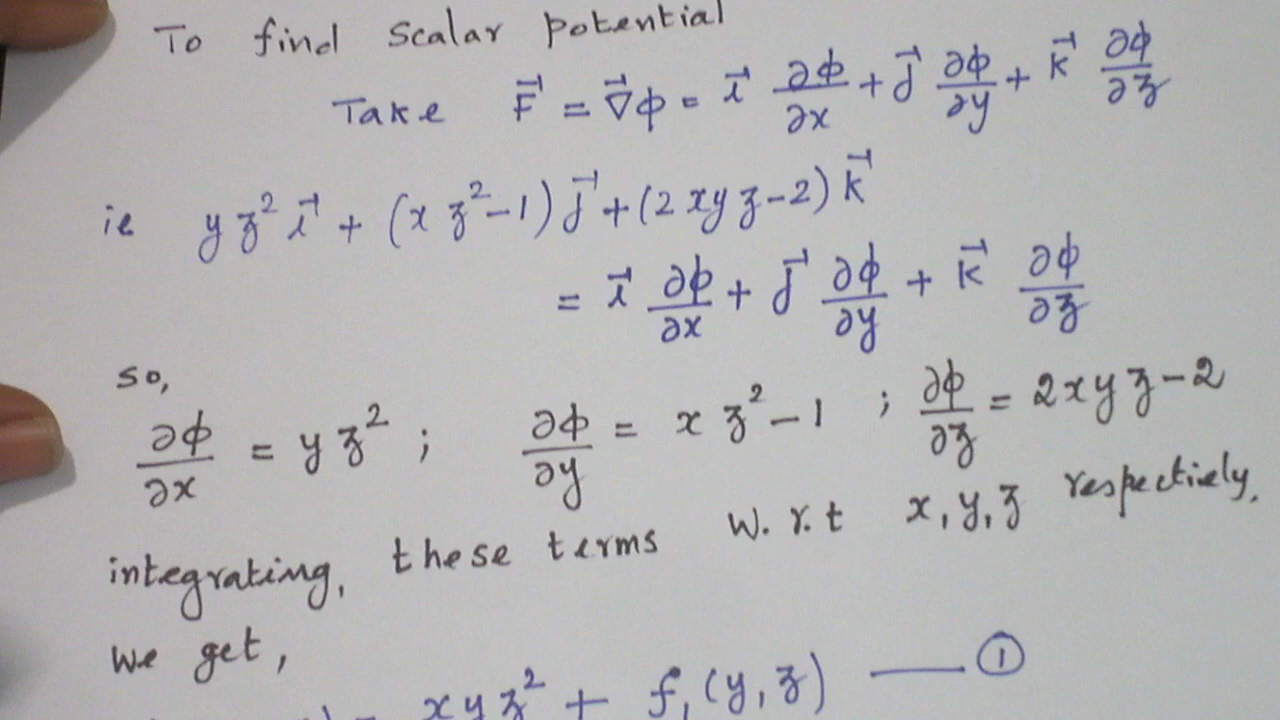 To find scalar potential
Take F⃗ = ∇⃗ϕ = i⃗ ∂ϕ/∂x + j⃗ ∂ϕ/∂y + k⃗ ∂ϕ/∂z
ie yz² i⃗ + (xz²-1) j⃗ + (2xyz-2) k⃗
= i⃗ ∂ϕ/∂x + j⃗ ∂ϕ/∂y + k⃗ ∂ϕ/∂z
so,
∂ϕ/∂x = yz² ; ∂ϕ/∂y = xz²-1 ; ∂ϕ/∂z = 2xyz-2
integrating, these terms w.r.t x, y, z respectively.
we get,
xyz² + f₁(y,z) —— ①